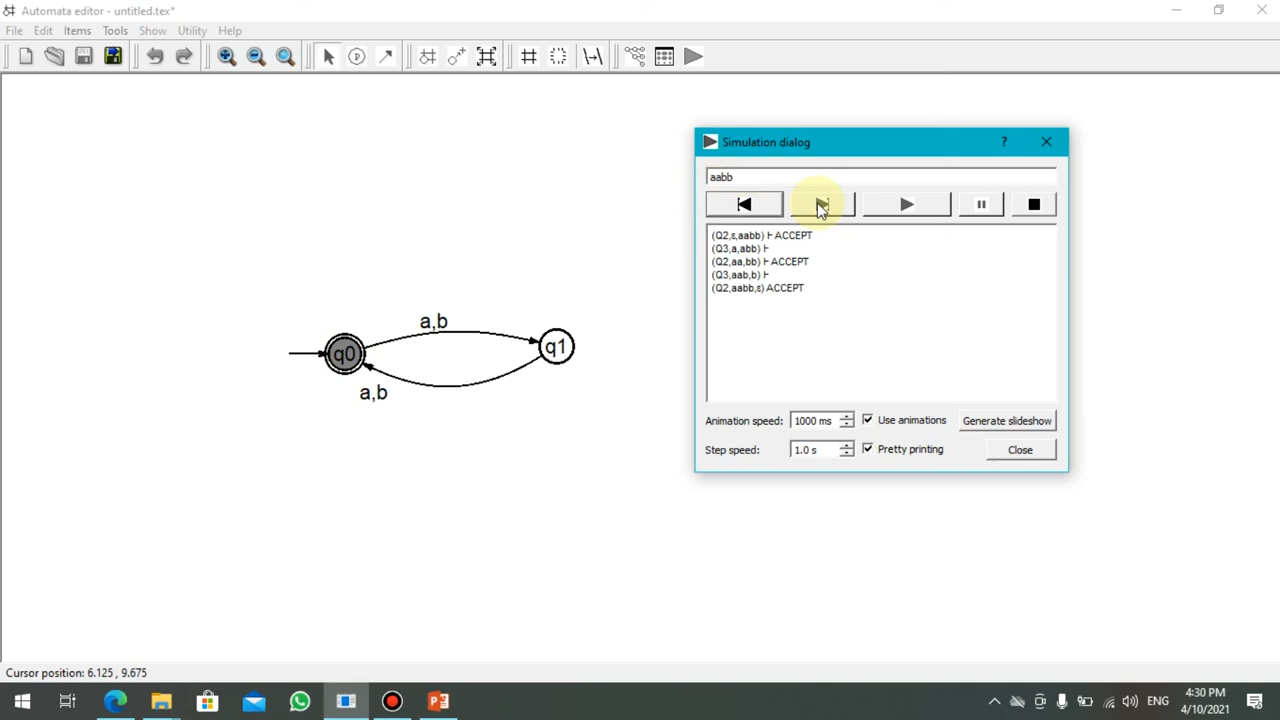 Automata editor - untitled.tex*
File Edit Items Tools Show Utility Help
P
Simulation dialog
?
aabb
(Q2,ε,aabb) ⊦ ACCEPT
(Q3,a,abb) ⊦
(Q2,aa,bb) ⊦ ACCEPT
(Q3,aab,b) ⊦
(Q2,aabb,ε) ACCEPT
a,b
q0
q1
a,b
Animation speed: 1000 ms Use animations Generate slideshow
Step speed: 1.0 s Pretty printing Close
Cursor position: 6.125 , 9.675
ENG
4:30 PM
4/10/2021